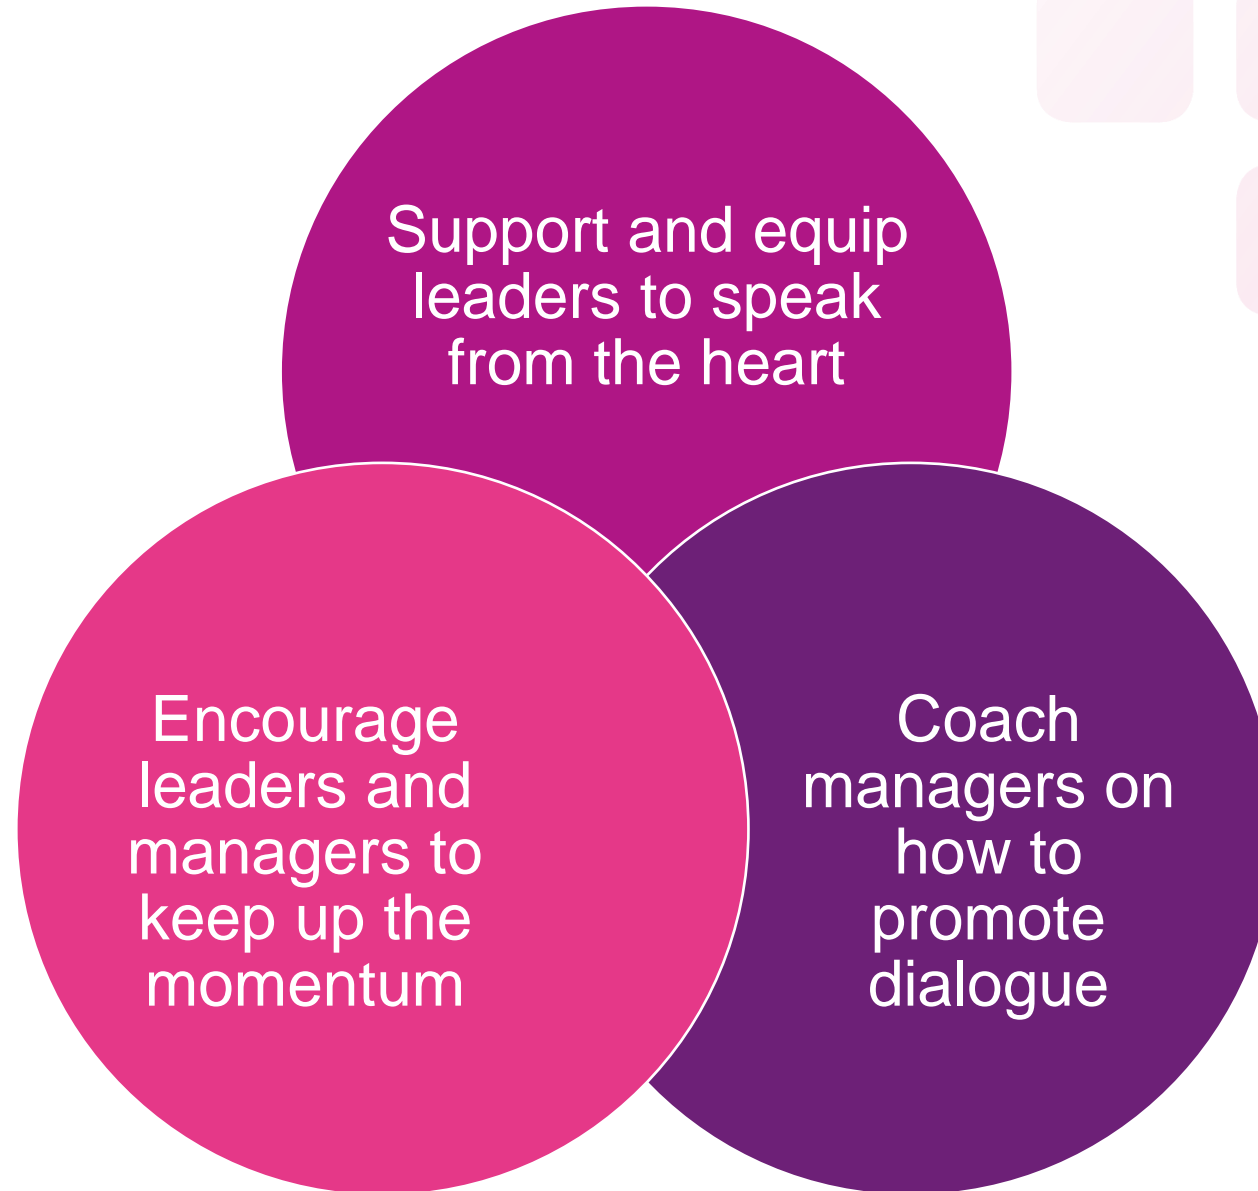 Support and equip
leaders to speak
from the heart
Encourage
leaders and
managers to
keep up the
momentum
Coach
managers on
how to
promote
dialogue